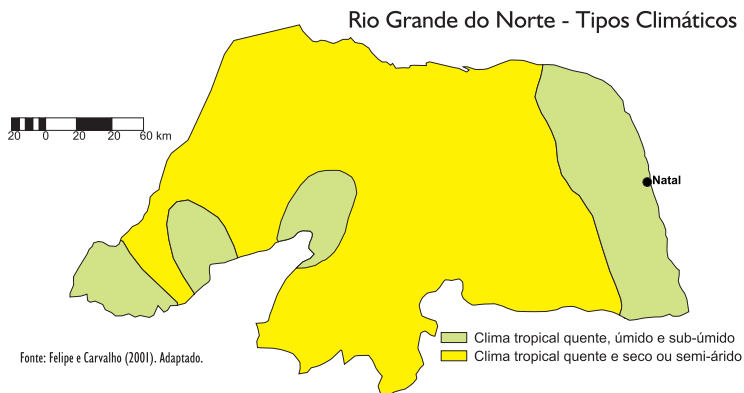 Rio Grande do Norte - Tipos Climáticos
20 0 20 20 60 km
Natal
Clima tropical quente, úmido e sub-úmido
Clima tropical quente e seco ou semi-árido
Fonte: Felipe e Carvalho (2001). Adaptado.